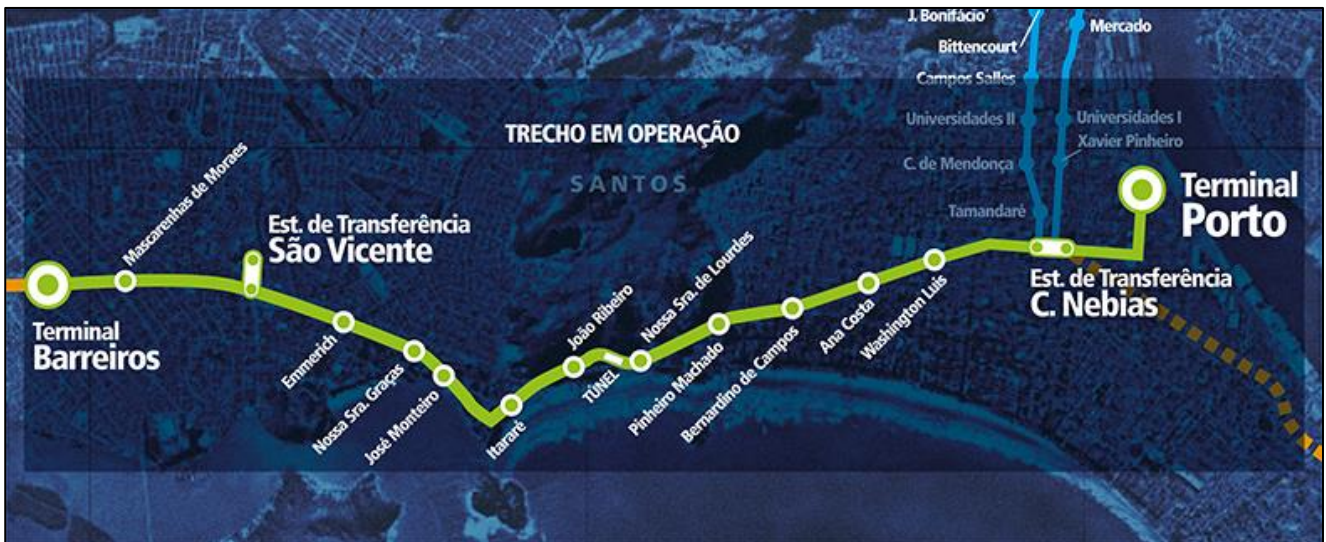 J. Bonifácio'
Mercado
Bittencourt
Campos Salles
Universidades II
Universidades I
Xavier Pinheiro
C. de Mendonça
Tamandaré
TRECHO EM OPERAÇÃO
SANTOS
Terminal
Porto
Mascarenhas de Moraes
Est. de Transferência
São Vicente
Terminal
Barreiros
Emmerich
Nossa Sra. Graças
José Monteiro
Itararé
João Ribeiro
TÚNEL
Nossa Sra. de Lourdes
Pinheiro Machado
Bernardino de Campos
Ana Costa
Washington Luis
Est. de Transferência
C. Nebias